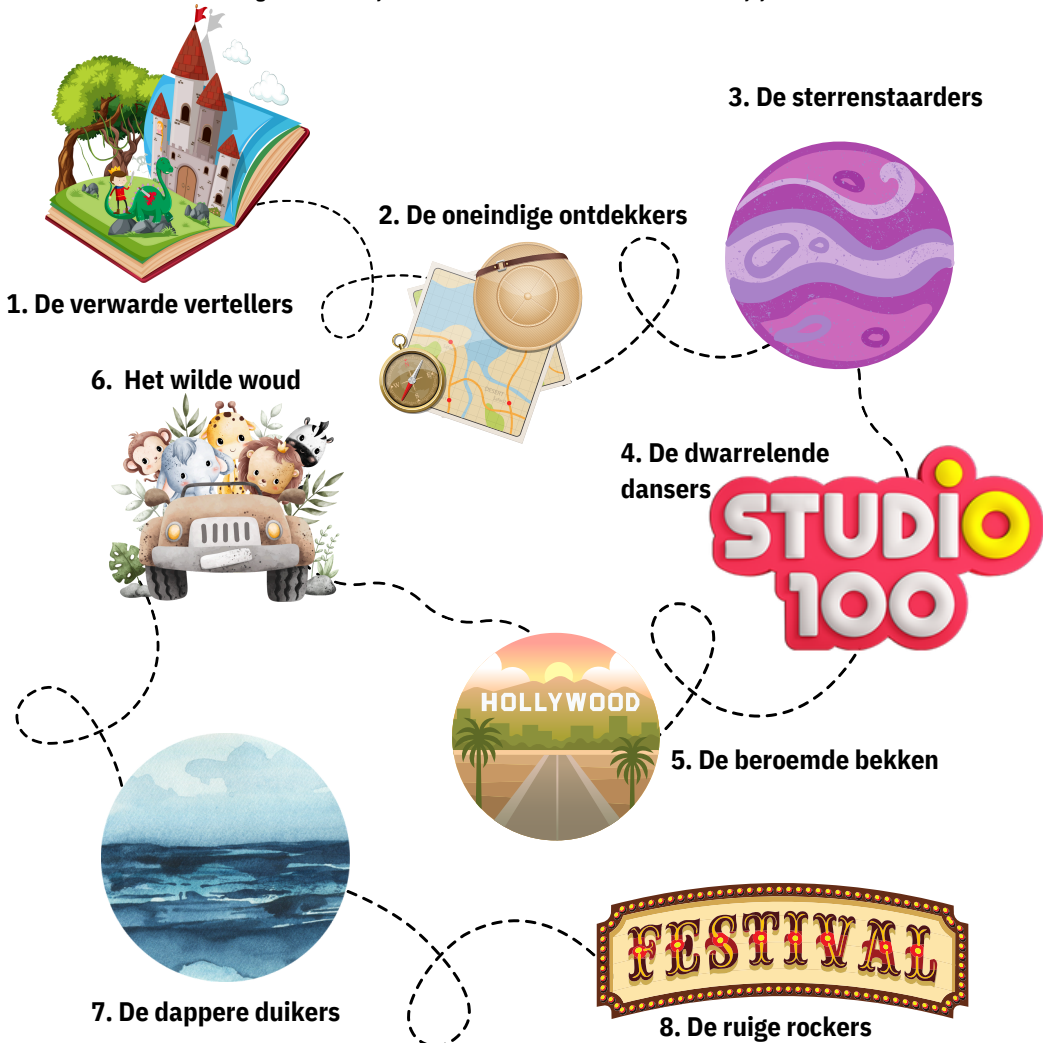 1. De verwarde vertellers
2. De oneindige ontdekkers
3. De sterrenstaarders
4. De dwarrelende
dansers
STUDIO
100
HOLLYWOOD
5. De beroemde bekken
6. Het wilde woud
7. De dappere duikers
FESTIVAL
8. De ruige rockers